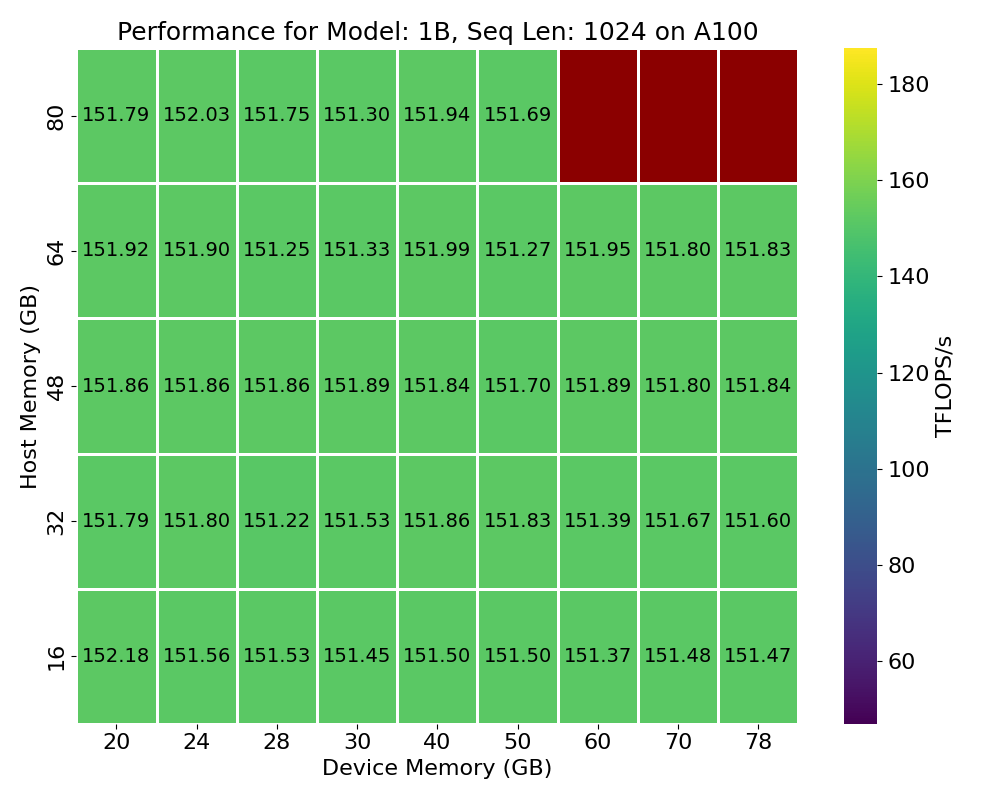 Performance for Model: 1B, Seq Len: 1024 on A100
80 151.79 152.03 151.75 151.30 151.94 151.69
64 151.92 151.90 151.25 151.33 151.99 151.27 151.95 151.80 151.83
48 151.86 151.86 151.86 151.89 151.84 151.70 151.89 151.80 151.84
32 151.79 151.80 151.22 151.53 151.86 151.83 151.39 151.67 151.60
16 152.18 151.56 151.53 151.45 151.50 151.50 151.37 151.48 151.47
20 24 28 30 40 50 60 70 78
Device Memory (GB)
Host Memory (GB)
180
160
140
120
100
80
60
TFLOPS/s